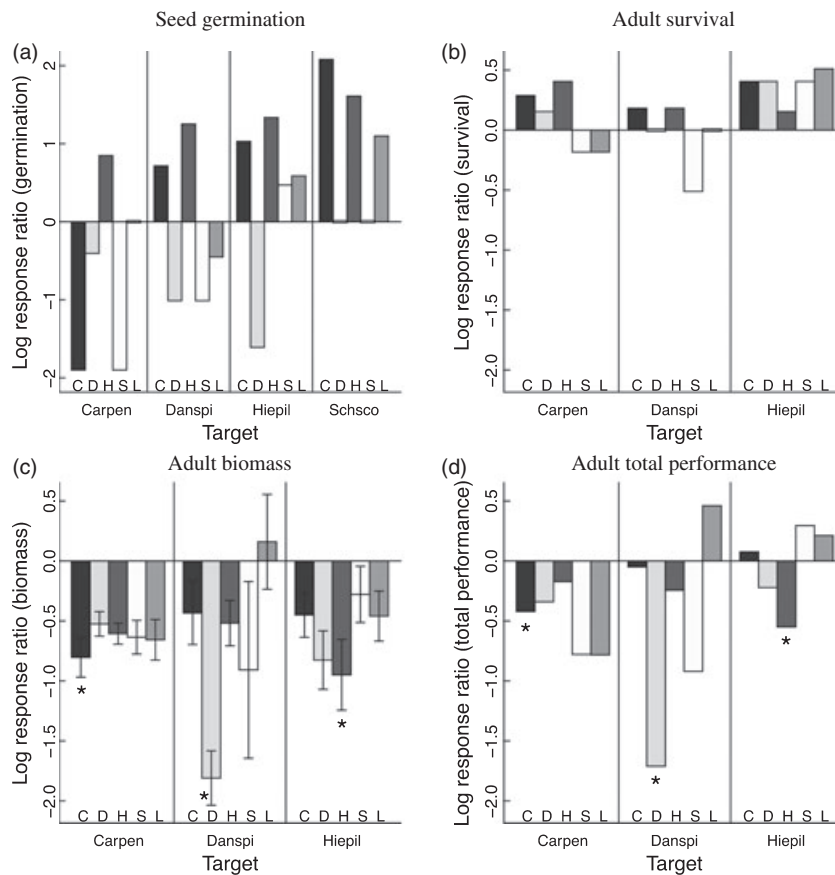 Seed germination
Adult survival
(a)
Log response ratio (germination)
2
1
0
−1
−2
C D H S L C D H S L C D H S L C D H S L
Carpen Danspi Hiepil Schsco
Target
(b)
Log response ratio (survival)
0.5
0.0
−0.5
−1.0
−1.5
−2.0
C D H S L C D H S L C D H S L
Carpen Danspi Hiepil
Target
Adult biomass
Adult total performance
(c)
Log response ratio (biomass)
0.5
0.0
−0.5
−1.0
−1.5
−2.0
*
*
*
C D H S L C D H S L C D H S L
Carpen Danspi Hiepil
Target
(d)
Log response ratio (total performance)
0.5
0.0
−0.5
−1.0
−1.5
−2.0
*
*
*
C D H S L C D H S L C D H S L
Carpen Danspi Hiepil
Target